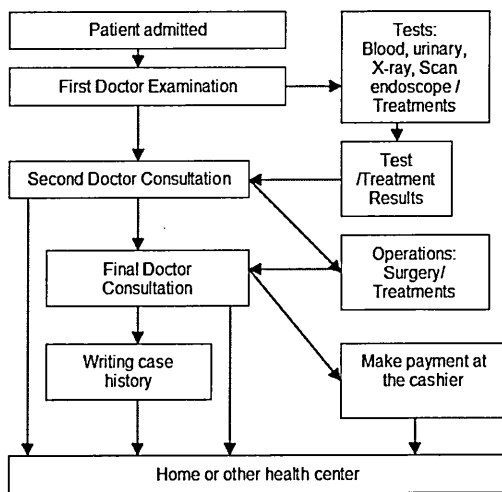 Patient admitted
First Doctor Examination
Tests:
Blood, urinary,
X-ray, Scan
endoscope /
Treatments
Second Doctor Consultation
Test
/Treatment
Results
Final Doctor
Consultation
Operations:
Surgery/
Treatments
Writing case
history
Make payment at
the cashier
Home or other health center